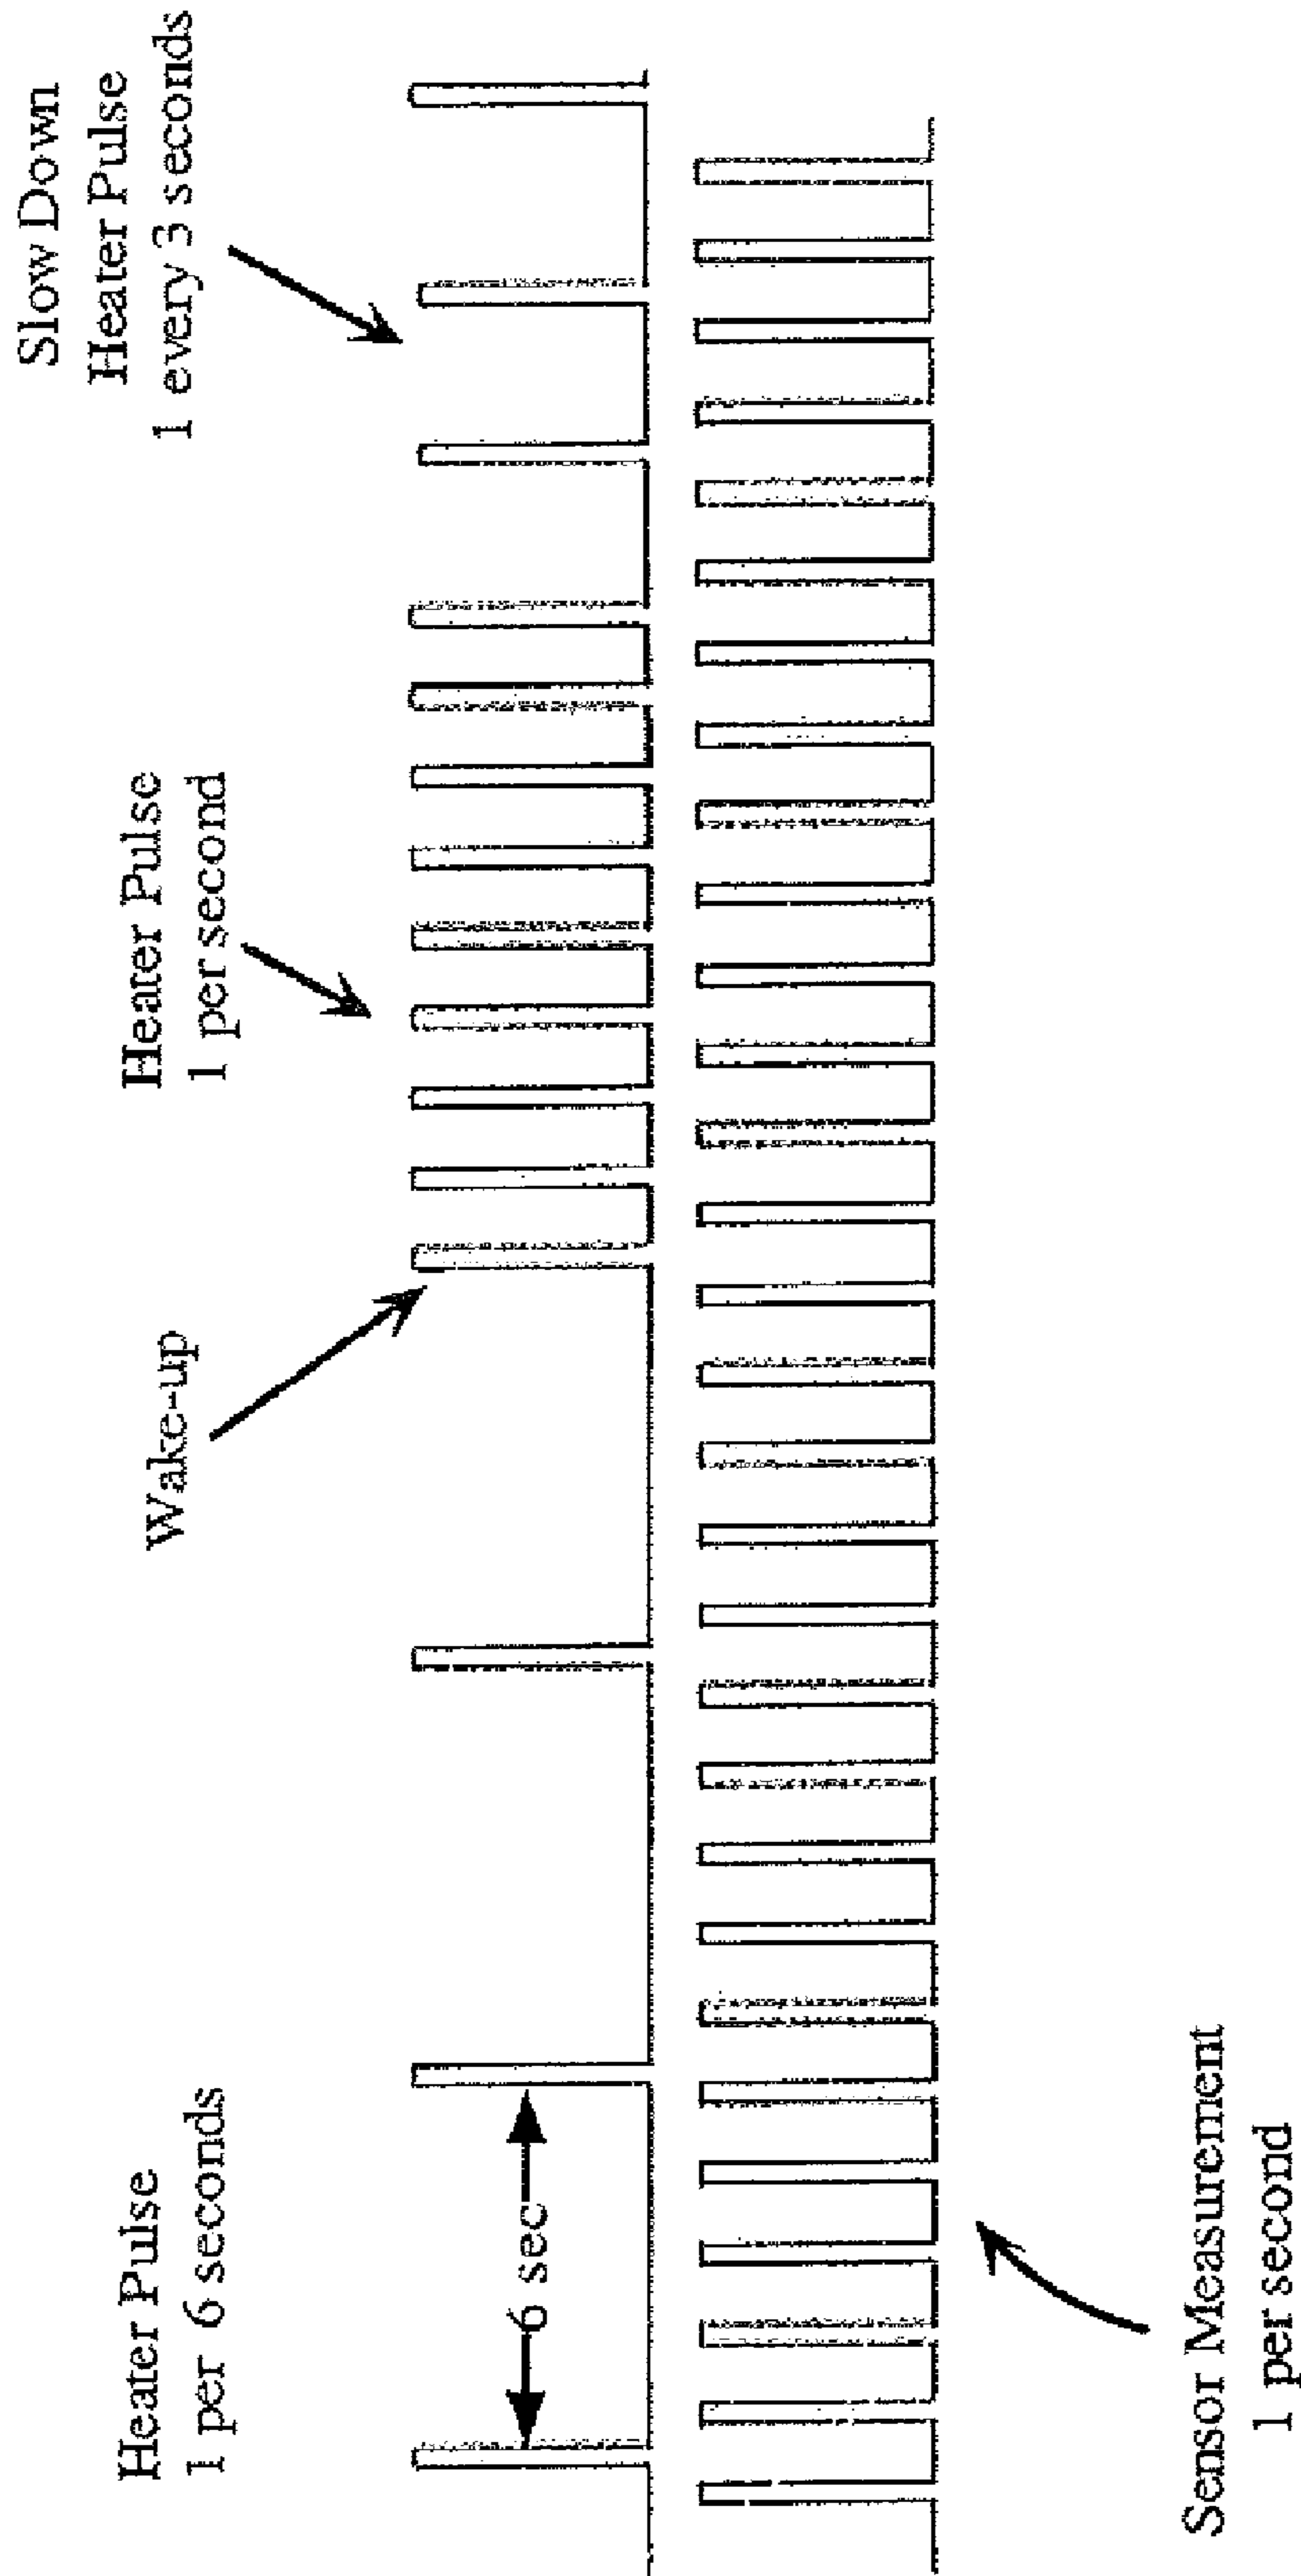 Heater Pulse
1 per 6 seconds
6 sec
Wake-up
Heater Pulse
1 per second
Slow Down
Heater Pulse
1 every 3 seconds
Sensor Measurement
1 per second